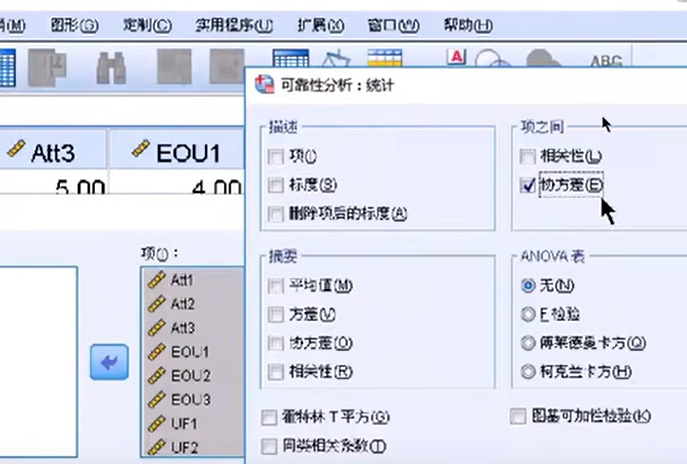 (M) 图形(G) 定制(C) 实用程序(U) 扩展(X) 窗口(W) 帮助(H)
A
ABC
可靠性分析：统计
Att3 EOU1
5.00 4.00
描述
项(I)
标度(S)
删除项后的标度(A)
项之间
相关性(L)
协方差(E)
项(I)：
Att1
Att2
Att3
EOU1
EOU2
EOU3
UF1
UF2
摘要
平均值(M)
方差(V)
协方差(O)
相关性(R)
ANOVA 表
无(N)
F 检验
傅莱德曼卡方(Q)
柯克兰卡方(H)
霍特林 T 平方(G)
图基可加性检验(K)
同类相关系数(T)